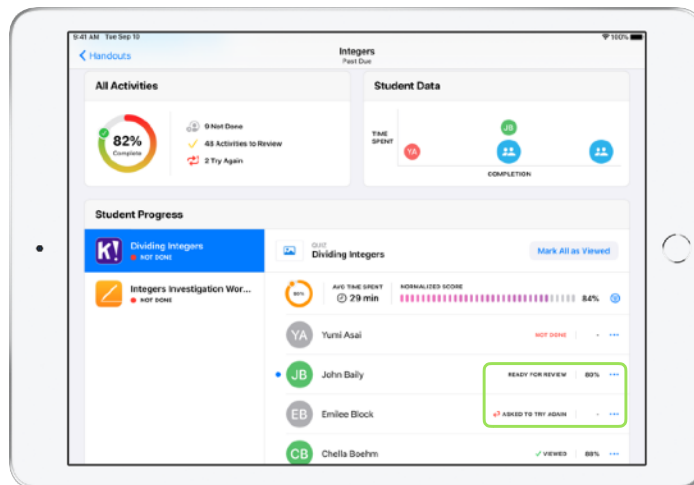 9:41 AM Tue Sep 10
100%
Handouts
Integers
Past Due
All Activities
82%
Complete
9 Not Done
48 Activities to Review
2 Try Again
Student Data
TIME SPENT
YA
JB
COMPLETION
Student Progress
K!
Dividing Integers
NOT DONE
Integers Investigation Wor...
NOT DONE
QUIZ
Dividing Integers
Mark All as Viewed
86%
AVG TIME SPENT
29 min
NORMALIZED SCORE
84%
YA
Yumi Asai
NOT DONE
-
JB
John Baily
READY FOR REVIEW
80%
EB
Emilee Block
ASKED TO TRY AGAIN
-
CB
Chella Boehm
VIEWED
88%